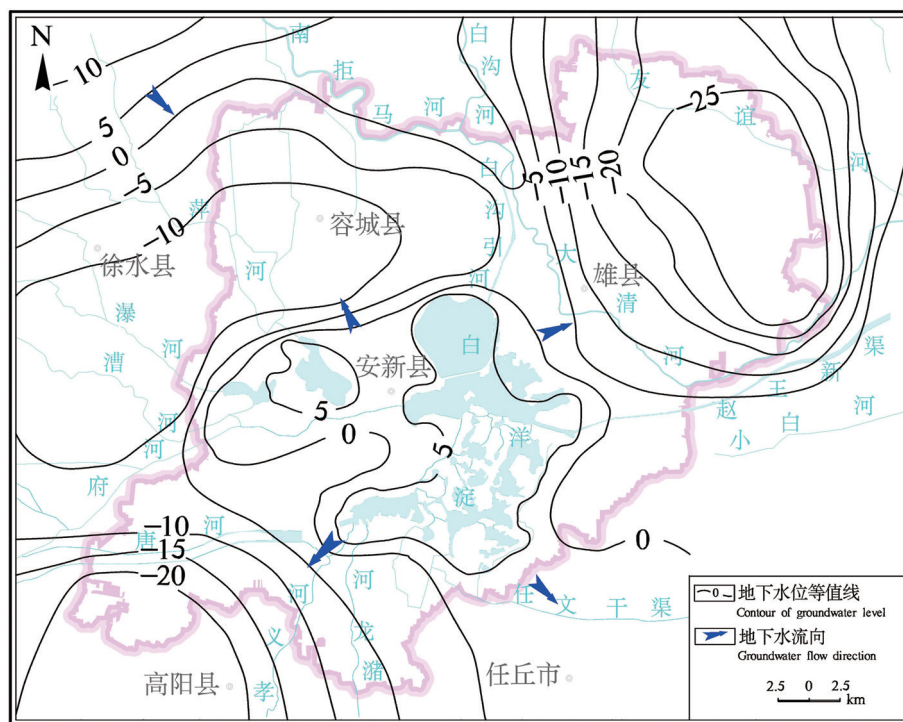 N
-10
5
0
-5
-10
南拒马河
白沟河
白沟引河
友谊河
-25
-5
-10
-15
-20
萍河
容城县
徐水县
瀑河
漕河
大清河
雄县
白洋淀
安新县
5
0
5
赵王新渠
小白河
府河
唐河
-10
-15
-20
0
孝义河
龙潴河
任文干渠
高阳县
任丘市
0 地下水位等值线
Contour of groundwater level
地下水流向
Groundwater flow direction
2.5 0 2.5
km